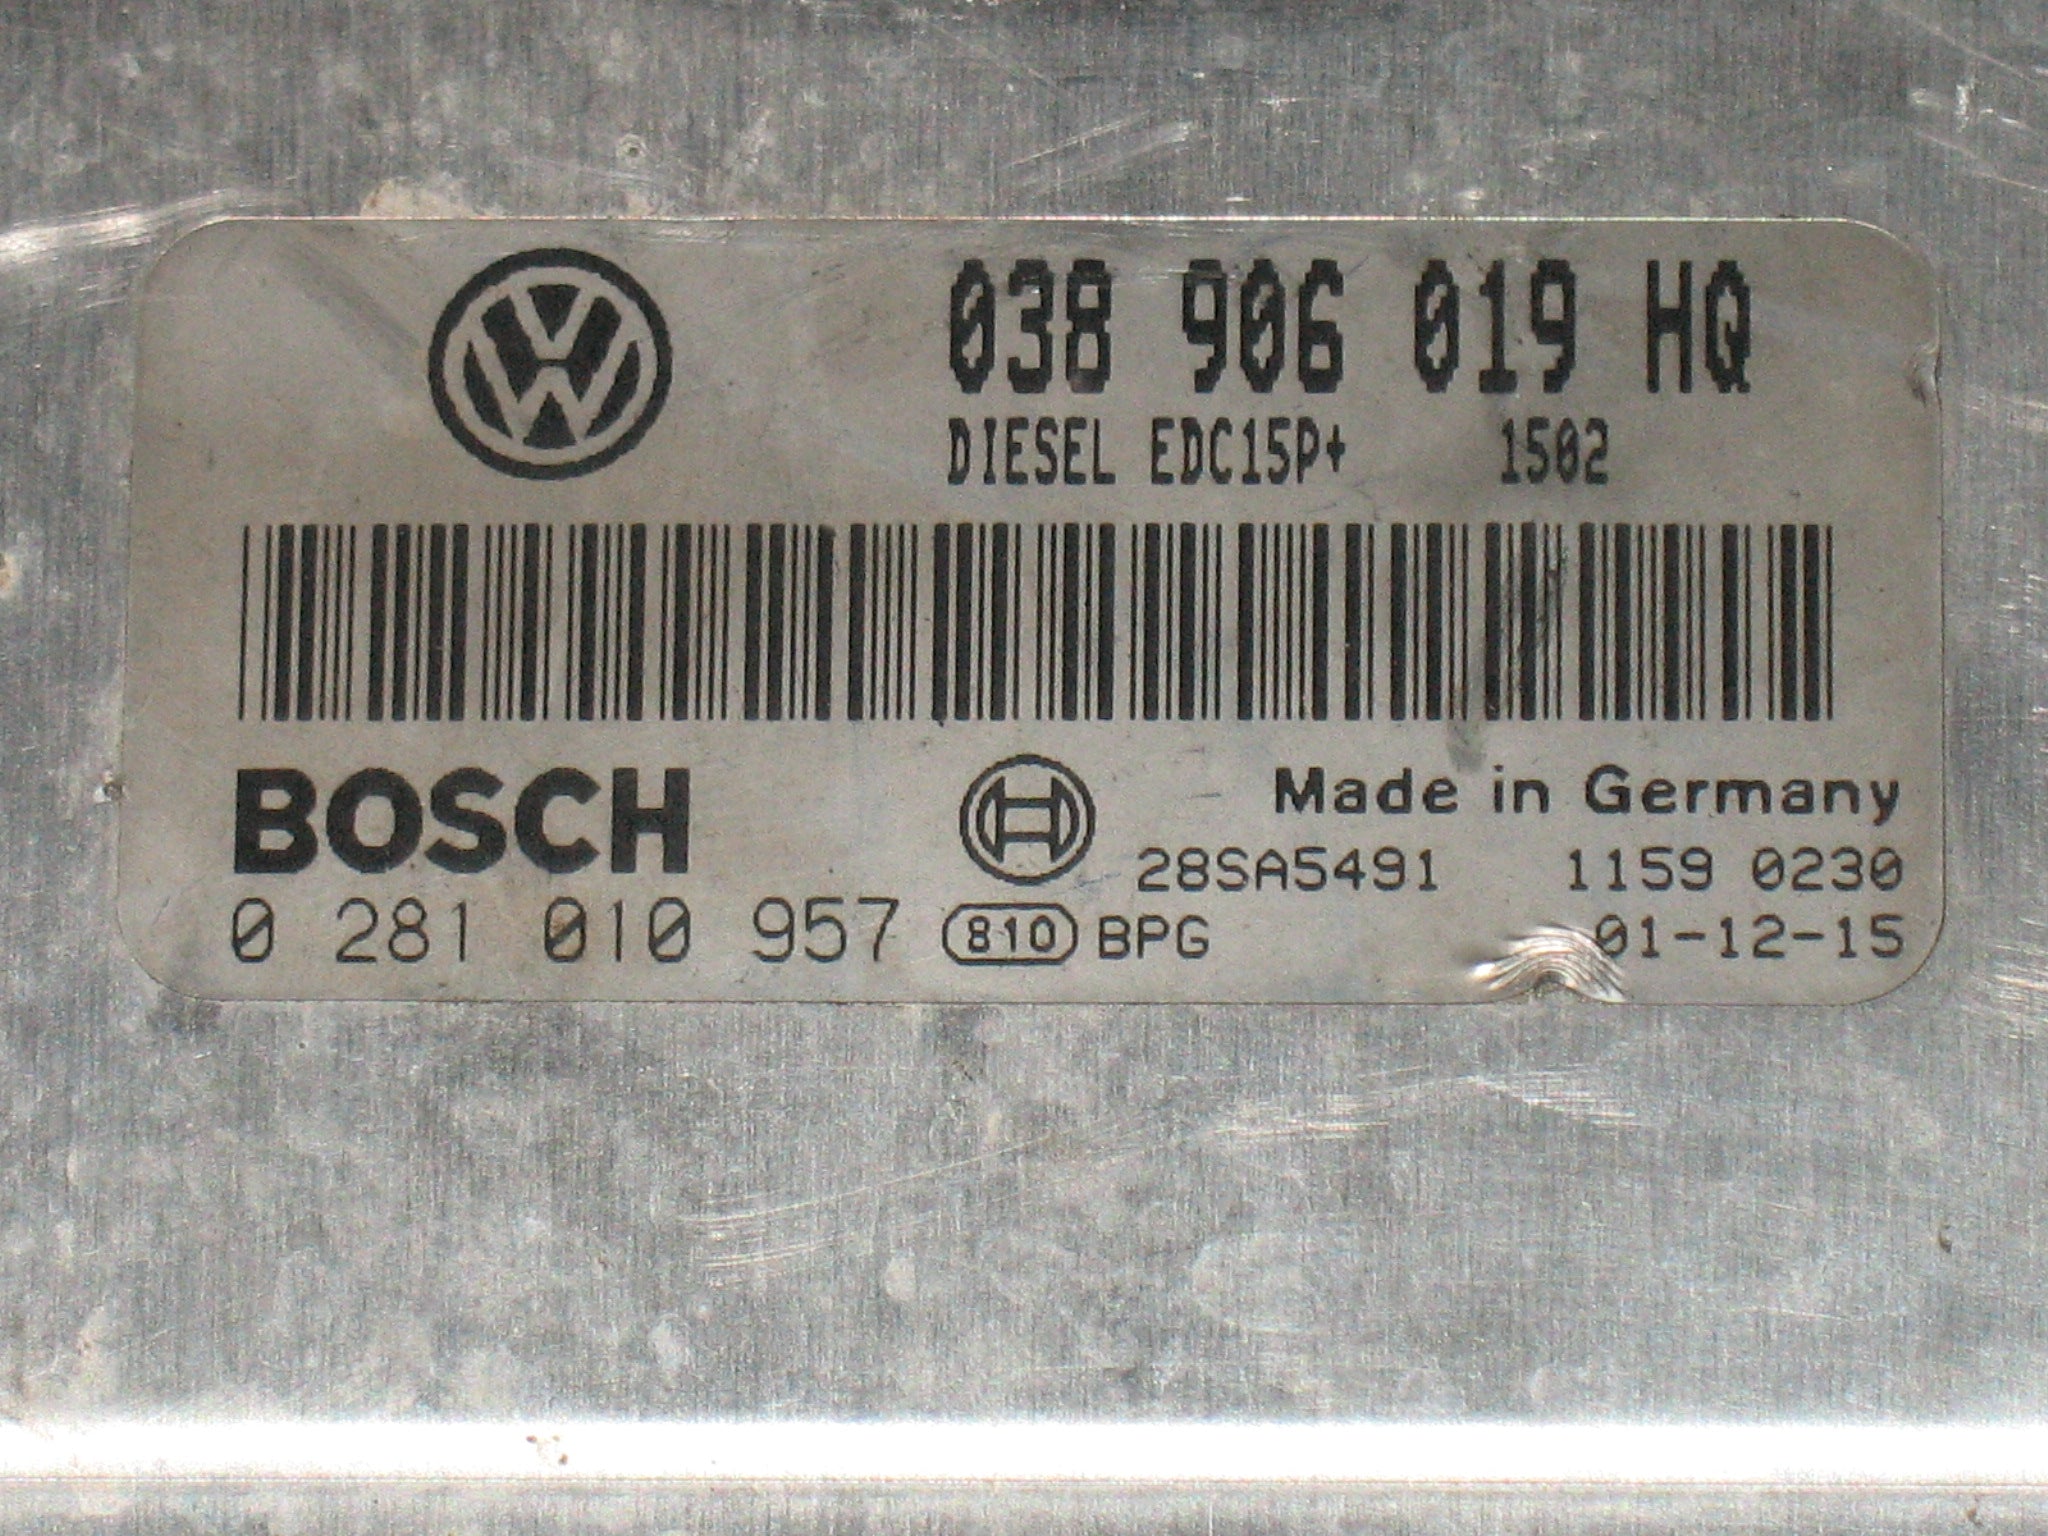 038 906 019 HQ
DIESEL EDC15P+ 1502
BOSCH
Made in Germany
28SA5491 1159 0230
0 281 010 957 810 BPG 01-12-15